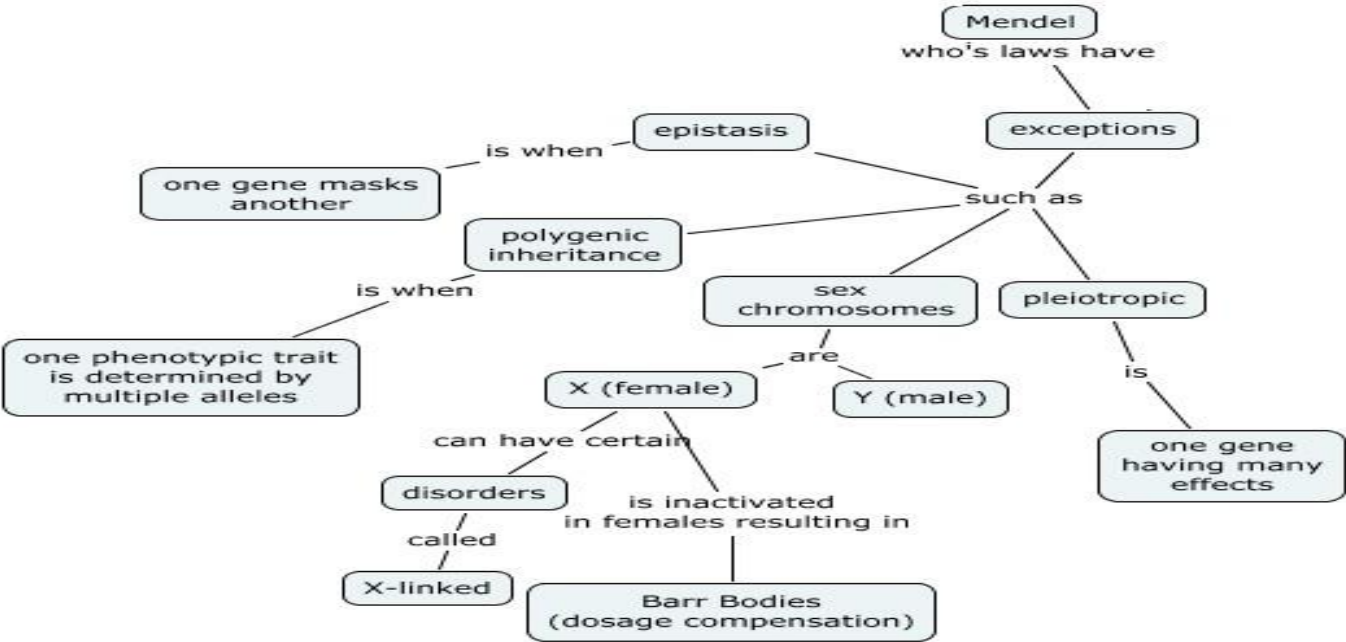 Mendel
who's laws have
exceptions
such as
epistasis
is when
one gene masks
another
polygenic
inheritance
is when
one phenotypic trait
is determined by
multiple alleles
sex
chromosomes
are
X (female)
Y (male)
can have certain
disorders
called
X-linked
is inactivated
in females resulting in
Barr Bodies
(dosage compensation)
pleiotropic
is
one gene
having many
effects